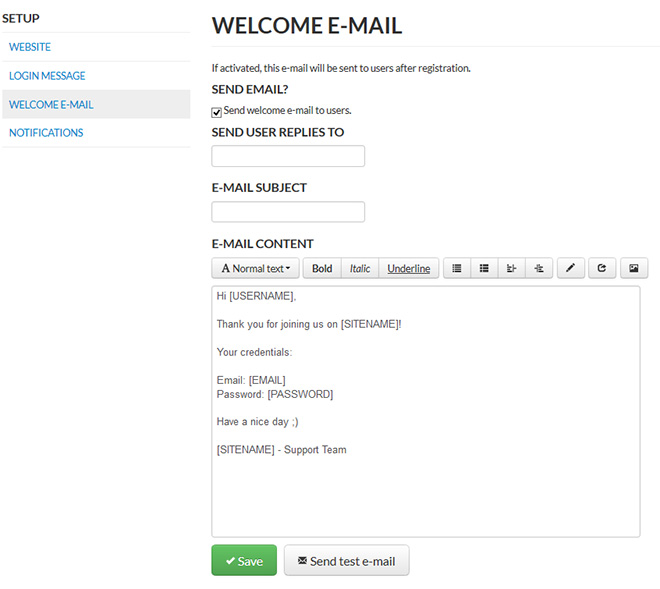 SETUP
WEBSITE
LOGIN MESSAGE
WELCOME E-MAIL
NOTIFICATIONS
WELCOME E-MAIL
If activated, this e-mail will be sent to users after registration.
SEND EMAIL?
Send welcome e-mail to users.
SEND USER REPLIES TO
E-MAIL SUBJECT
E-MAIL CONTENT
A Normal text Bold Italic Underline
Hi [USERNAME],
Thank you for joining us on [SITENAME]!
Your credentials:
Email: [EMAIL]
Password: [PASSWORD]
Have a nice day ;)
[SITENAME] - Support Team
Save Send test e-mail